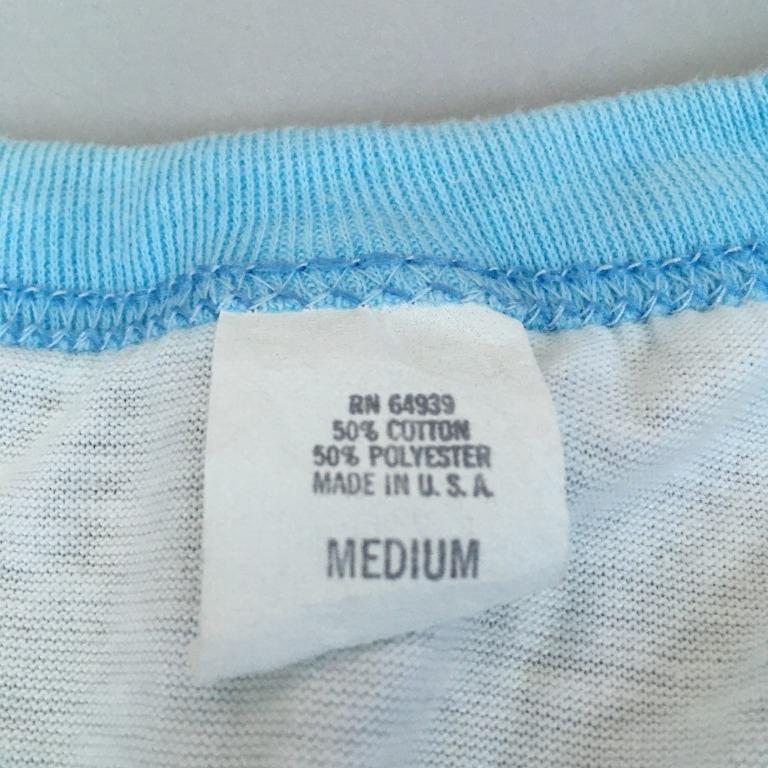 RN 64939
50% COTTON
50% POLYESTER
MADE IN U. S. A.
MEDIUM